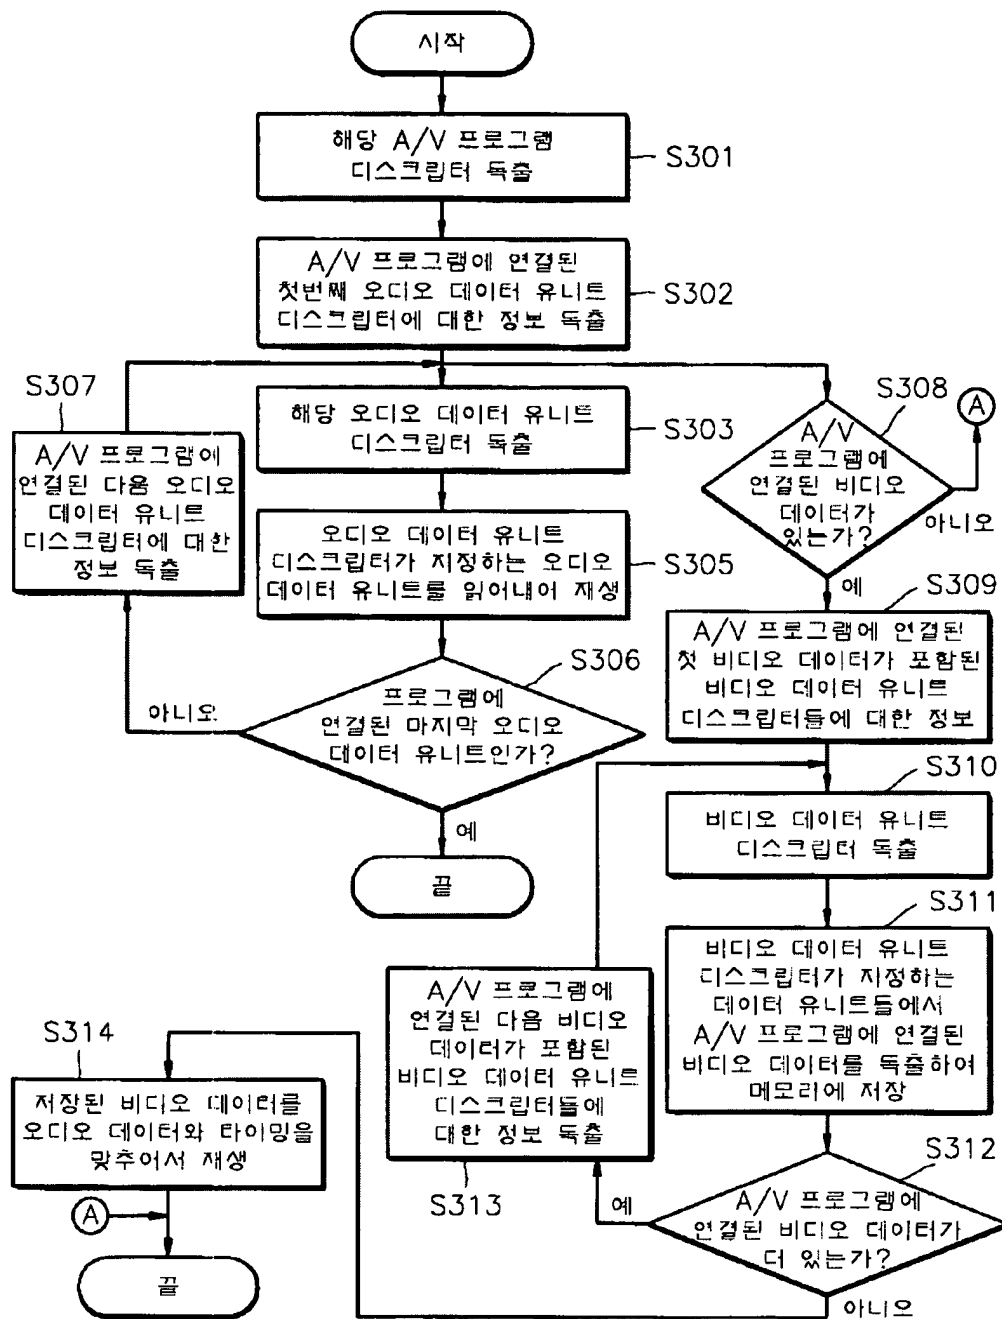 시작
해당 A/V 프로그램
디스크립터 독출
S301
A/V 프로그램에 연결된
첫번째 오디오 데이터 유니트
디스크립터에 대한 정보 독출
S302
S307
A/V 프로그램에
연결된 다음 오디오
데이터 유니트
디스크립터에 대한
정보 독출
해당 오디오 데이터 유니트
디스크립터 독출
S303
S308
A/V
프로그램에
연결된 비디오
데이터가
있는가?
A
아니오
예
오디오 데이터 유니트
디스크립터가 지정하는 오디오
데이터 유니트를 읽어내어 재생
S305
S306
프로그램에
연결된 마지막 오디오
데이터 유니트인가?
아니오
예
끝
S309
A/V 프로그램에 연결된
첫 비디오 데이터가 포함된
비디오 데이터 유니트
디스크립터들에 대한 정보
S310
비디오 데이터 유니트
디스크립터 독출
S311
비디오 데이터 유니트
디스크립터가 지정하는
데이터 유니트들에서
A/V 프로그램에 연결된
비디오 데이터를 독출하여
메모리에 저장
S312
A/V 프로그램에
연결된 비디오 데이터가
더 있는가?
예
아니오
A/V 프로그램에
연결된 다음 비디오
데이터가 포함된
비디오 데이터 유니트
디스크립터들에
대한 정보 독출
S313
S314
저장된 비디오 데이터를
오디오 데이터와 타이밍을
맞추어서 재생
A
끝